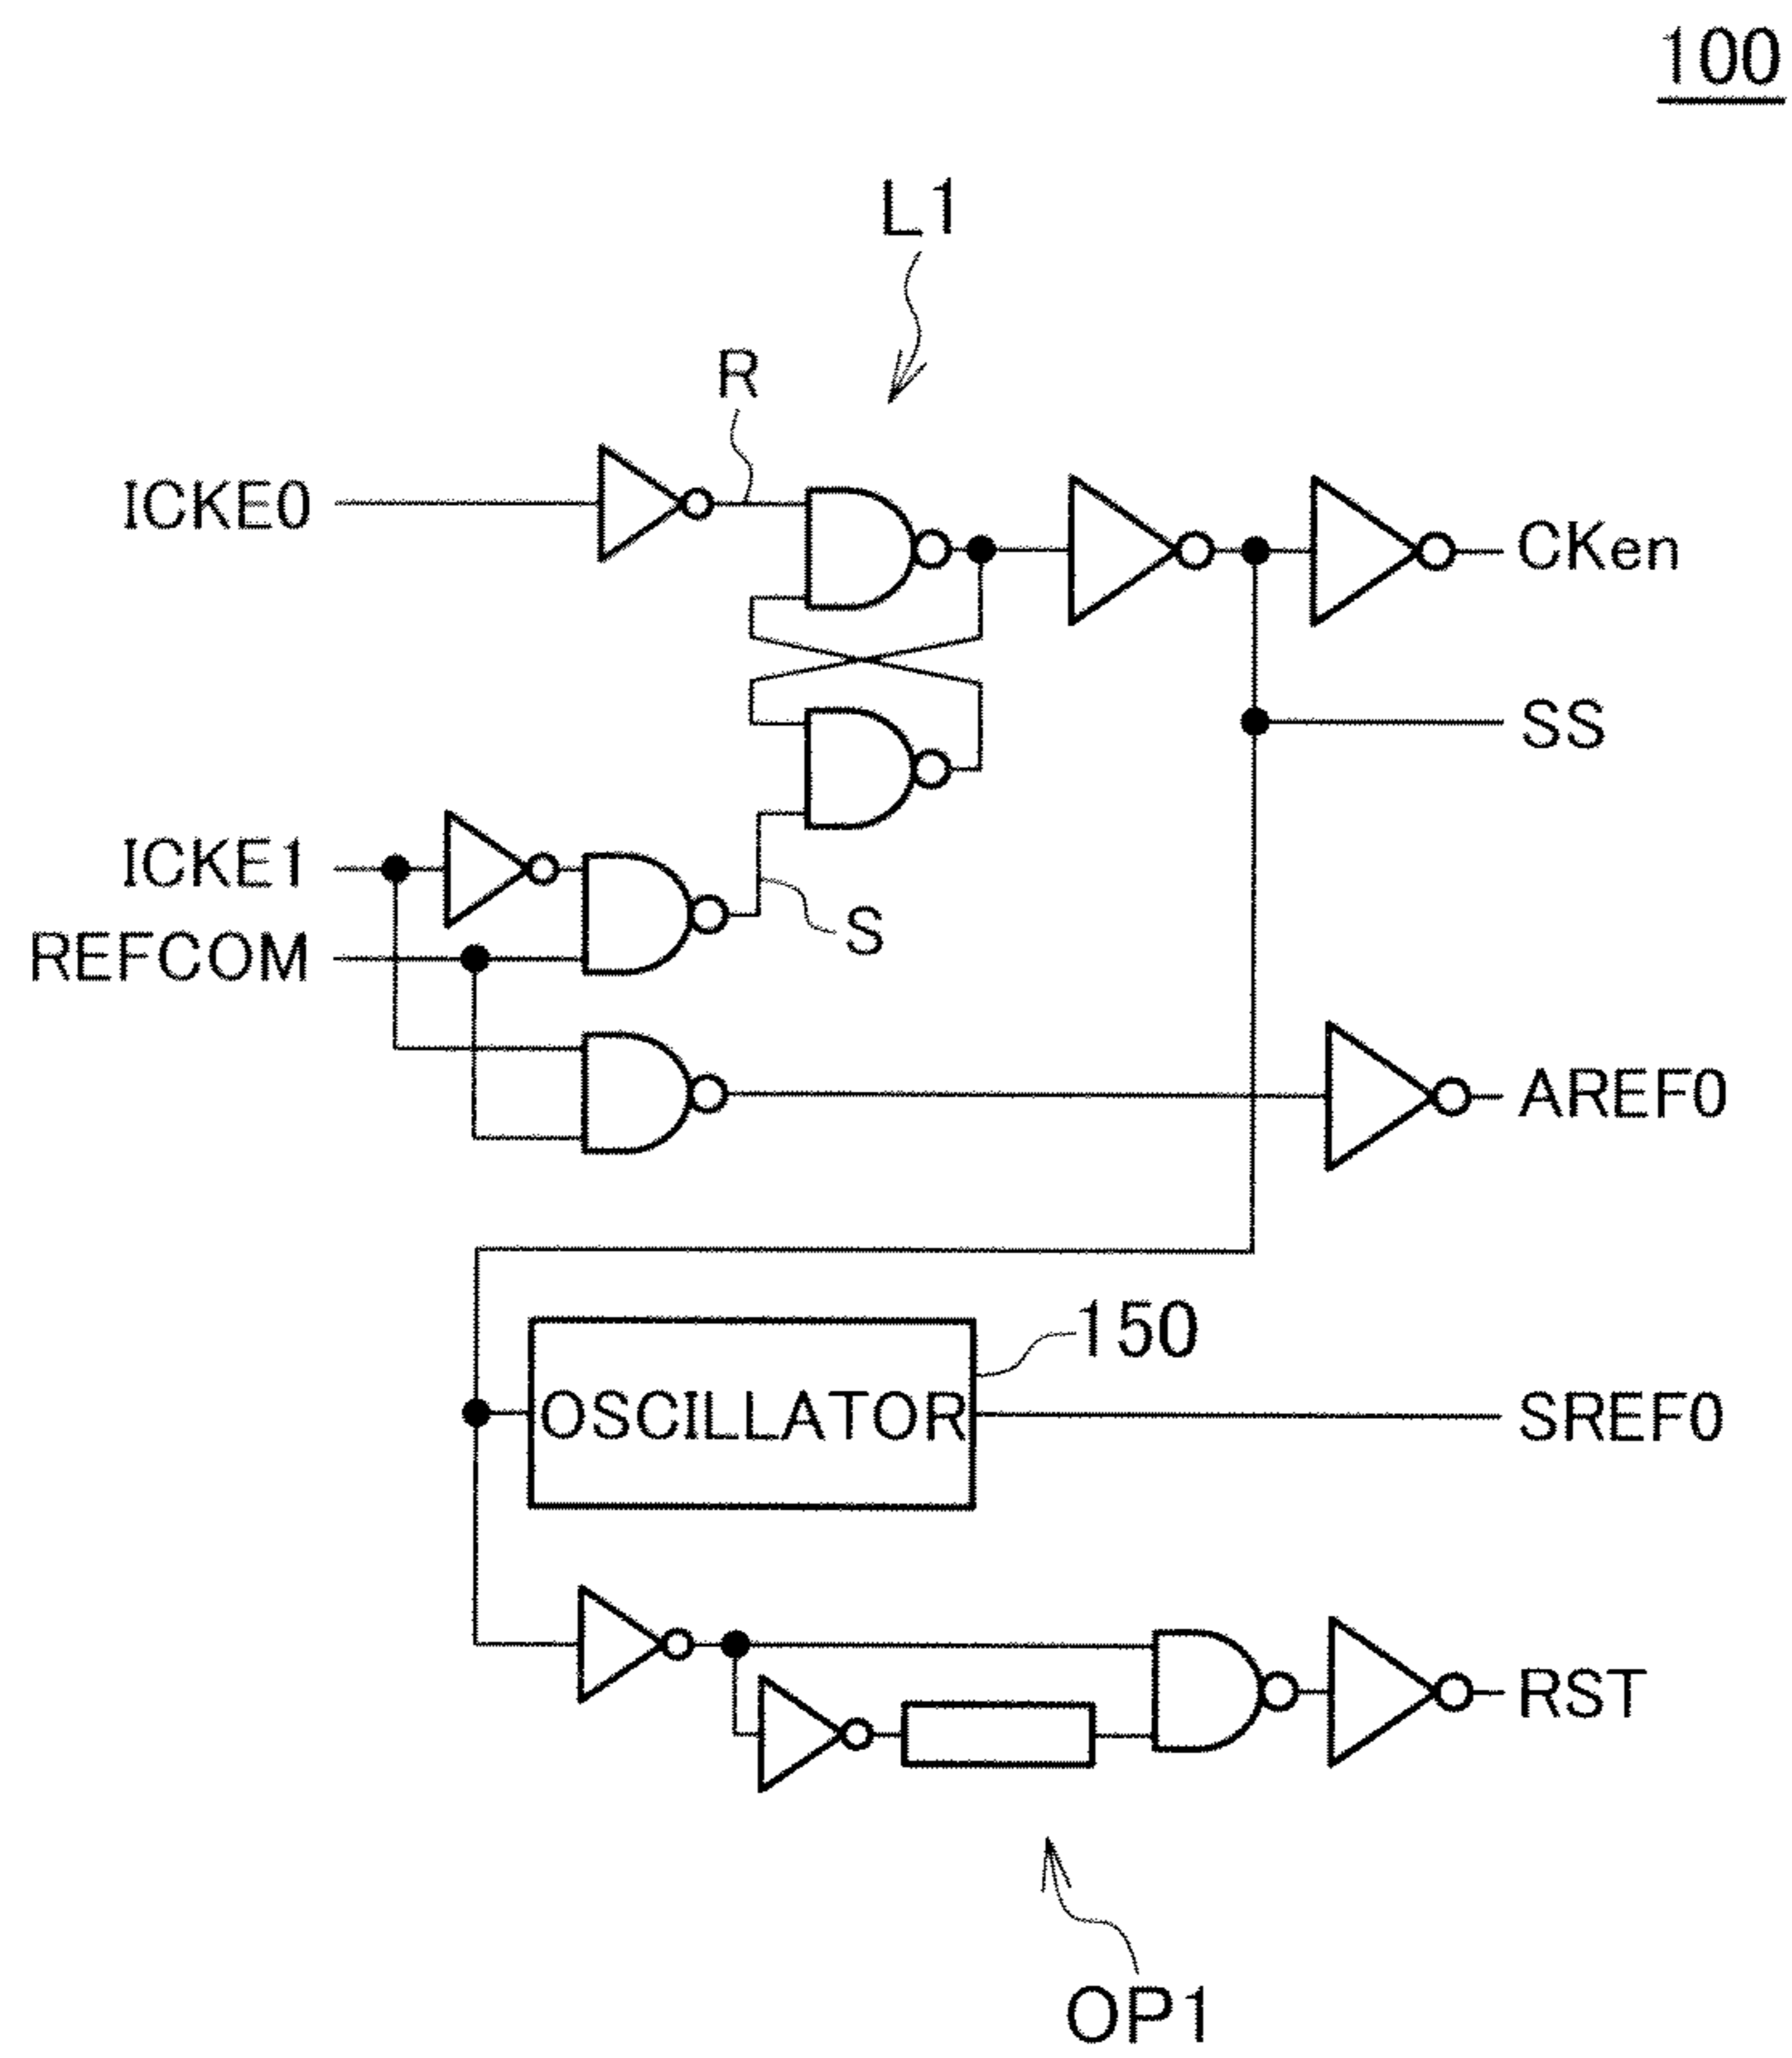 100
L1
R
ICKE0
CKen
SS
ICKE1
S
REFCOM
AREF0
150
OSCILLATOR
SREF0
RST
OP1